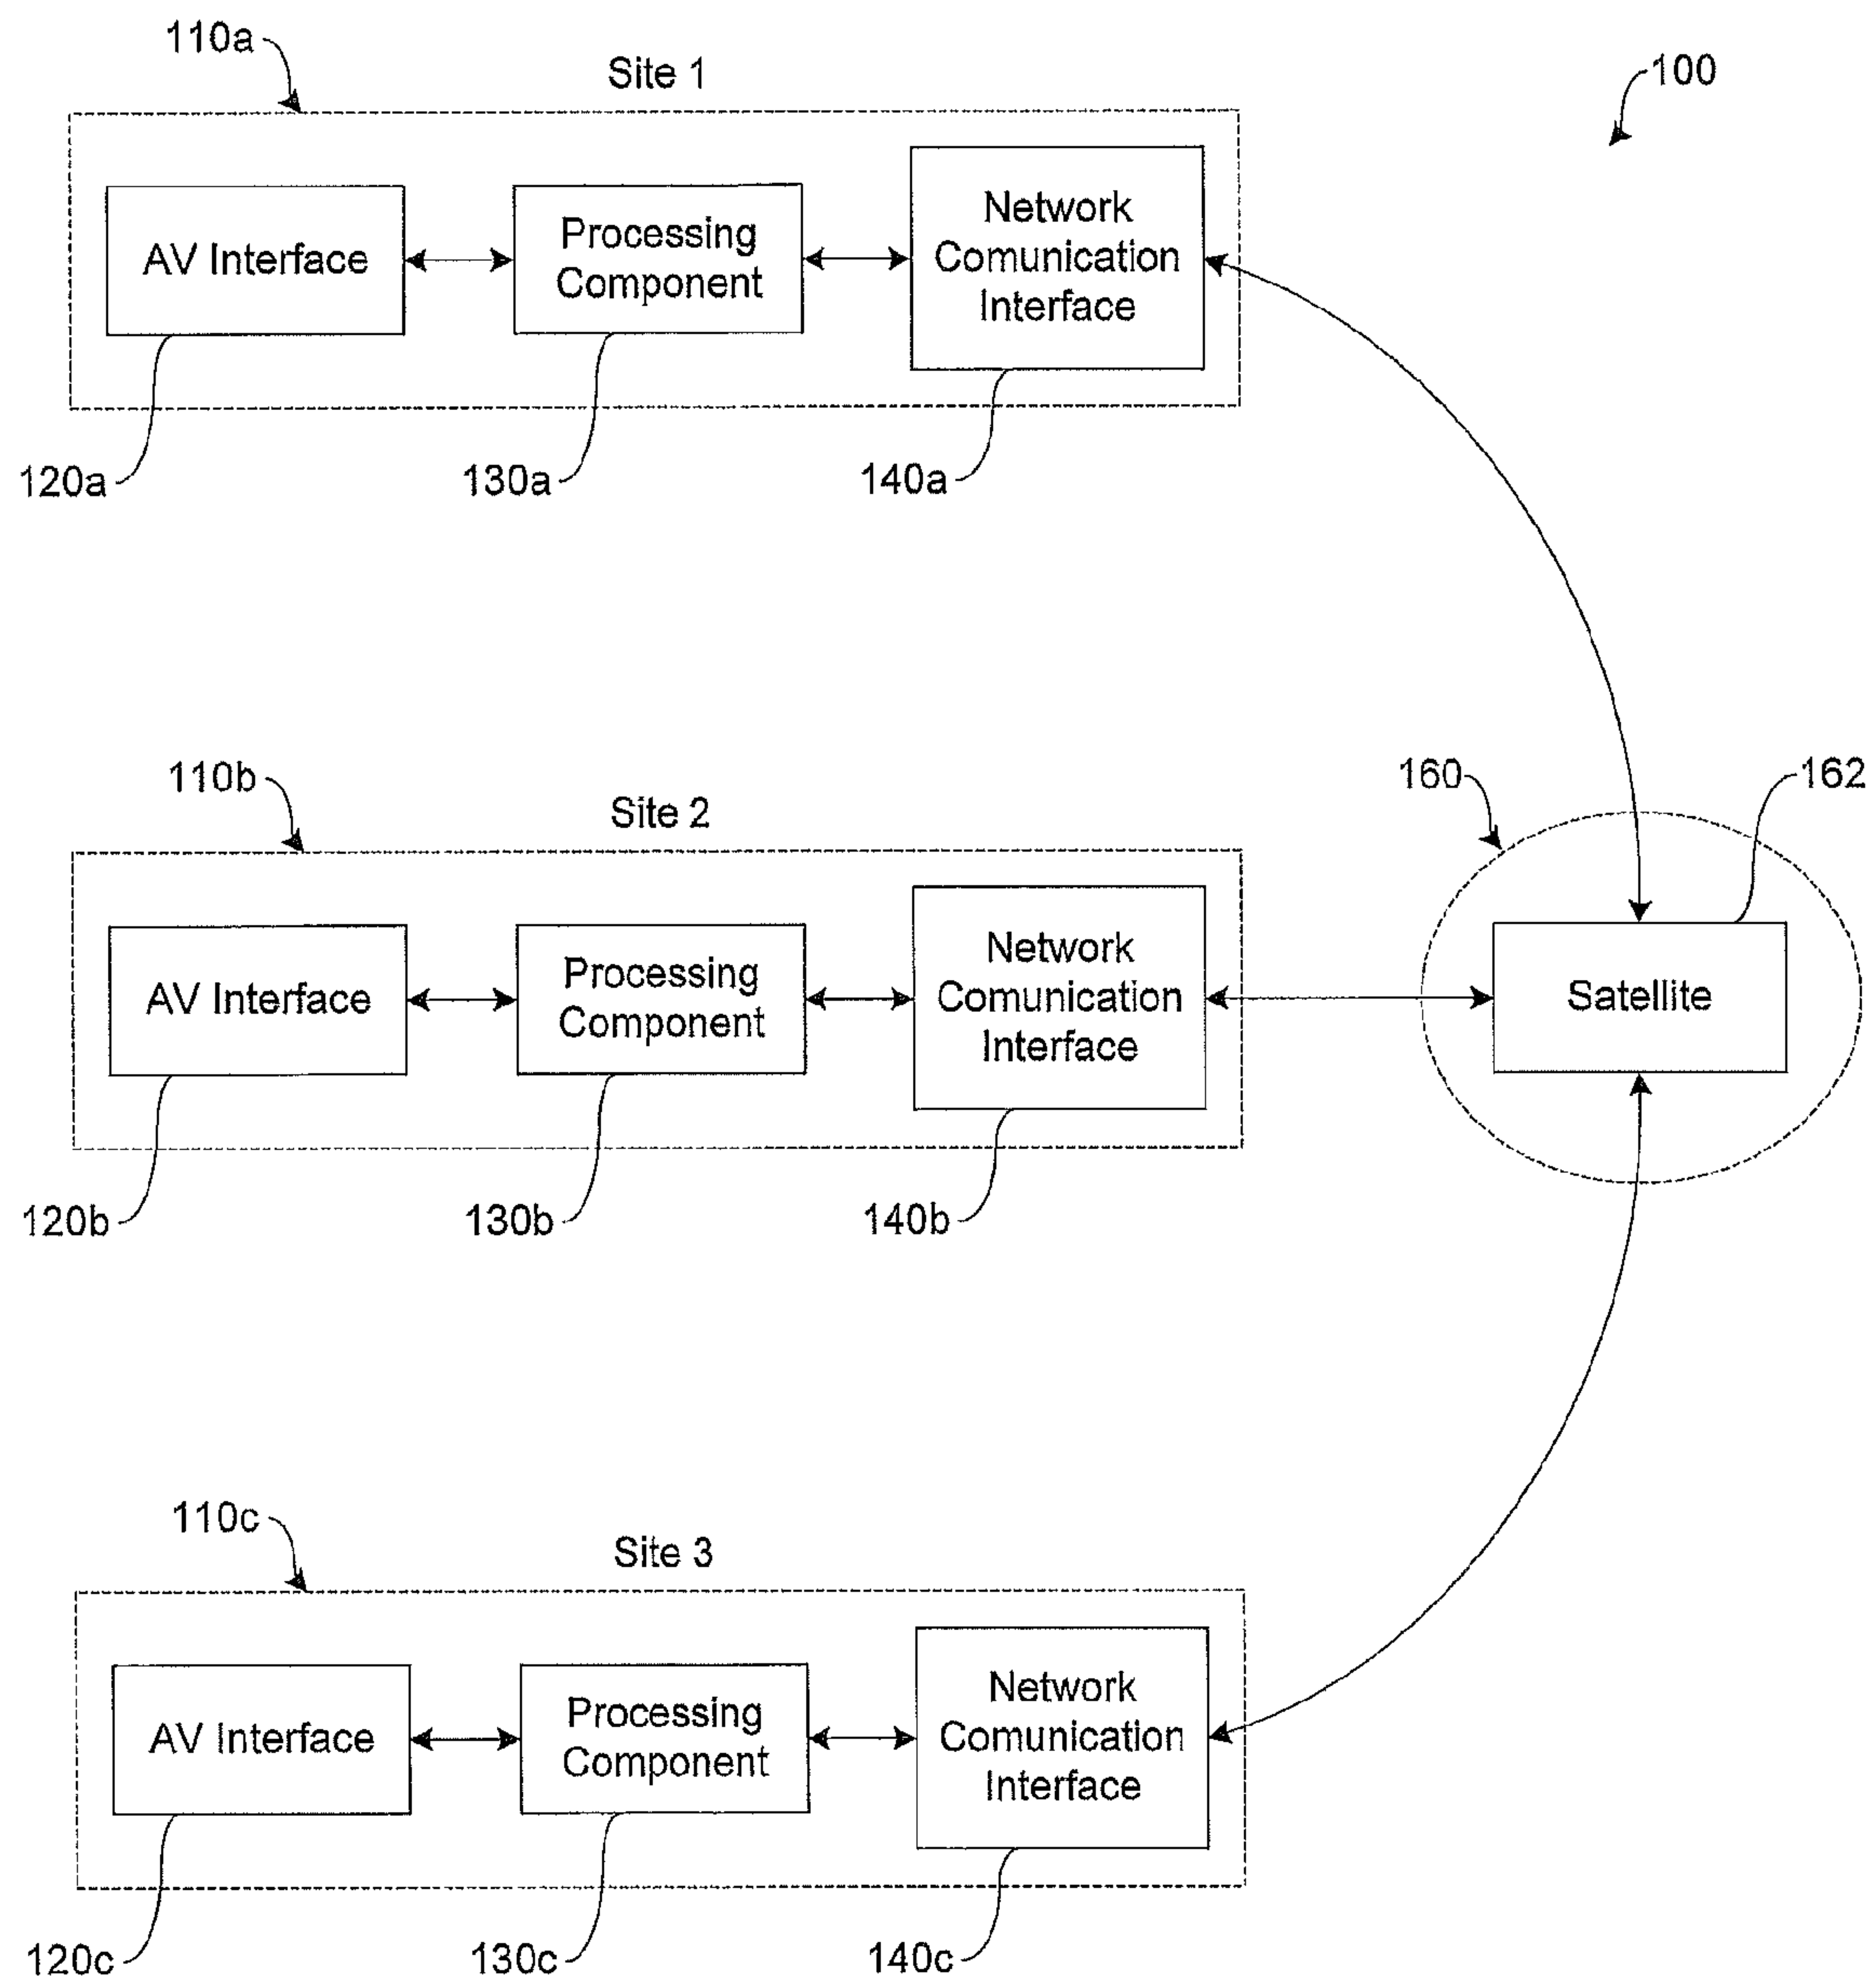 110a
Site 1
100
AV Interface
Processing
Component
Network
Comunication
Interface
120a
130a
140a
110b
Site 2
160
162
AV Interface
Processing
Component
Network
Comunication
Interface
Satellite
120b
130b
140b
110c
Site 3
AV Interface
Processing
Component
Network
Comunication
Interface
120c
130c
140c